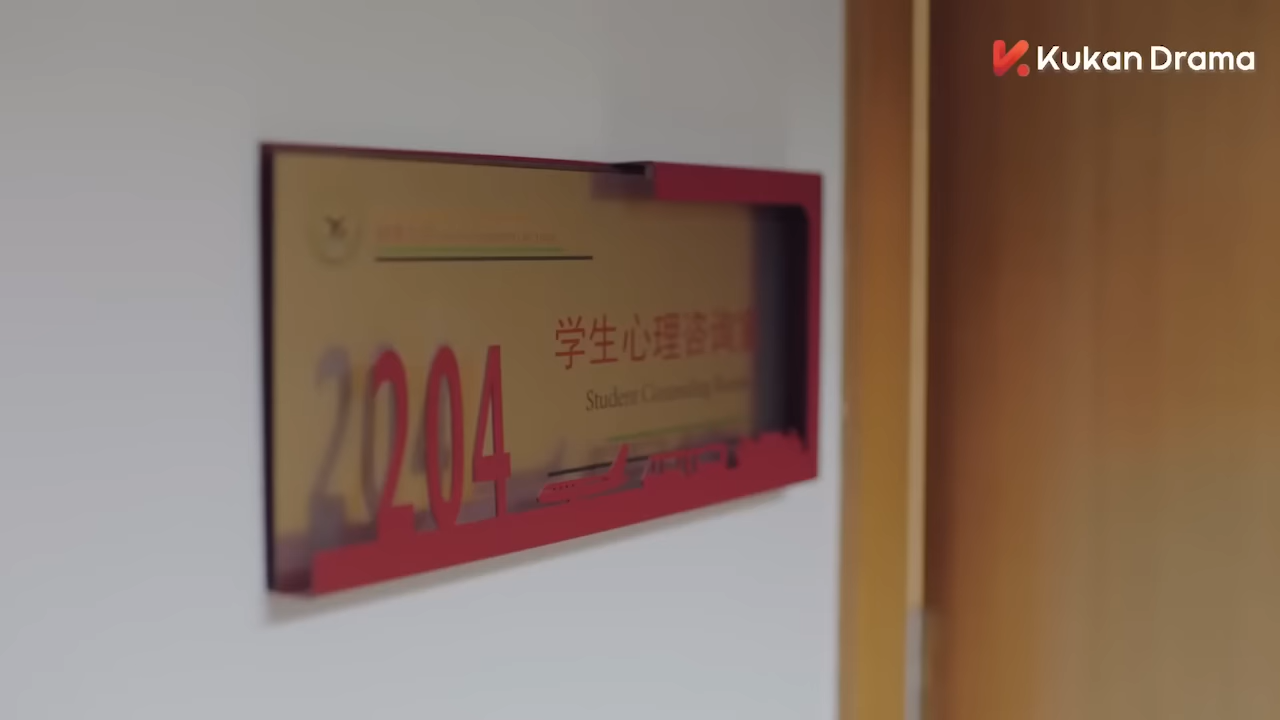 Kukan Drama
204
学生心理咨询室
Student Counseling Room